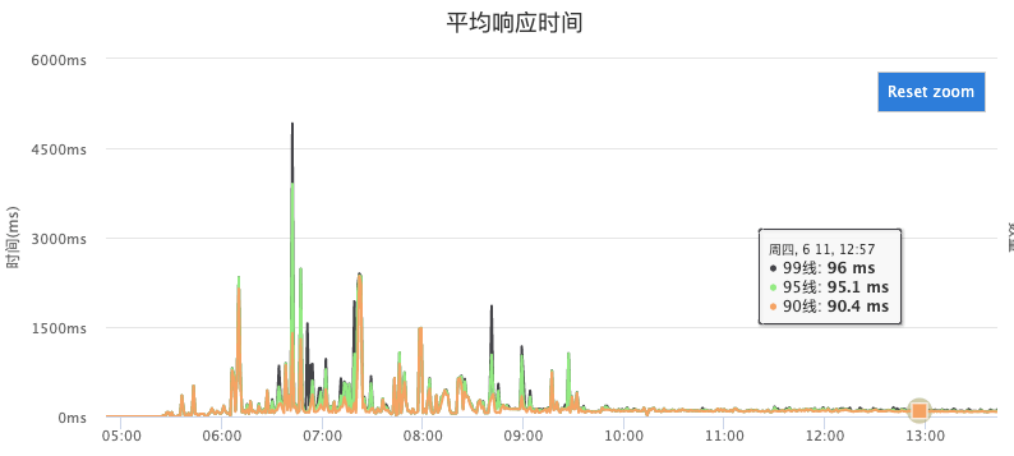 平均响应时间
6000ms
Reset zoom
4500ms
3000ms
1500ms
0ms
时间(ms)
周四, 6 11, 12:57
● 99线: 96 ms
● 95线: 95.1 ms
● 90线: 90.4 ms
05:00 06:00 07:00 08:00 09:00 10:00 11:00 12:00 13:00